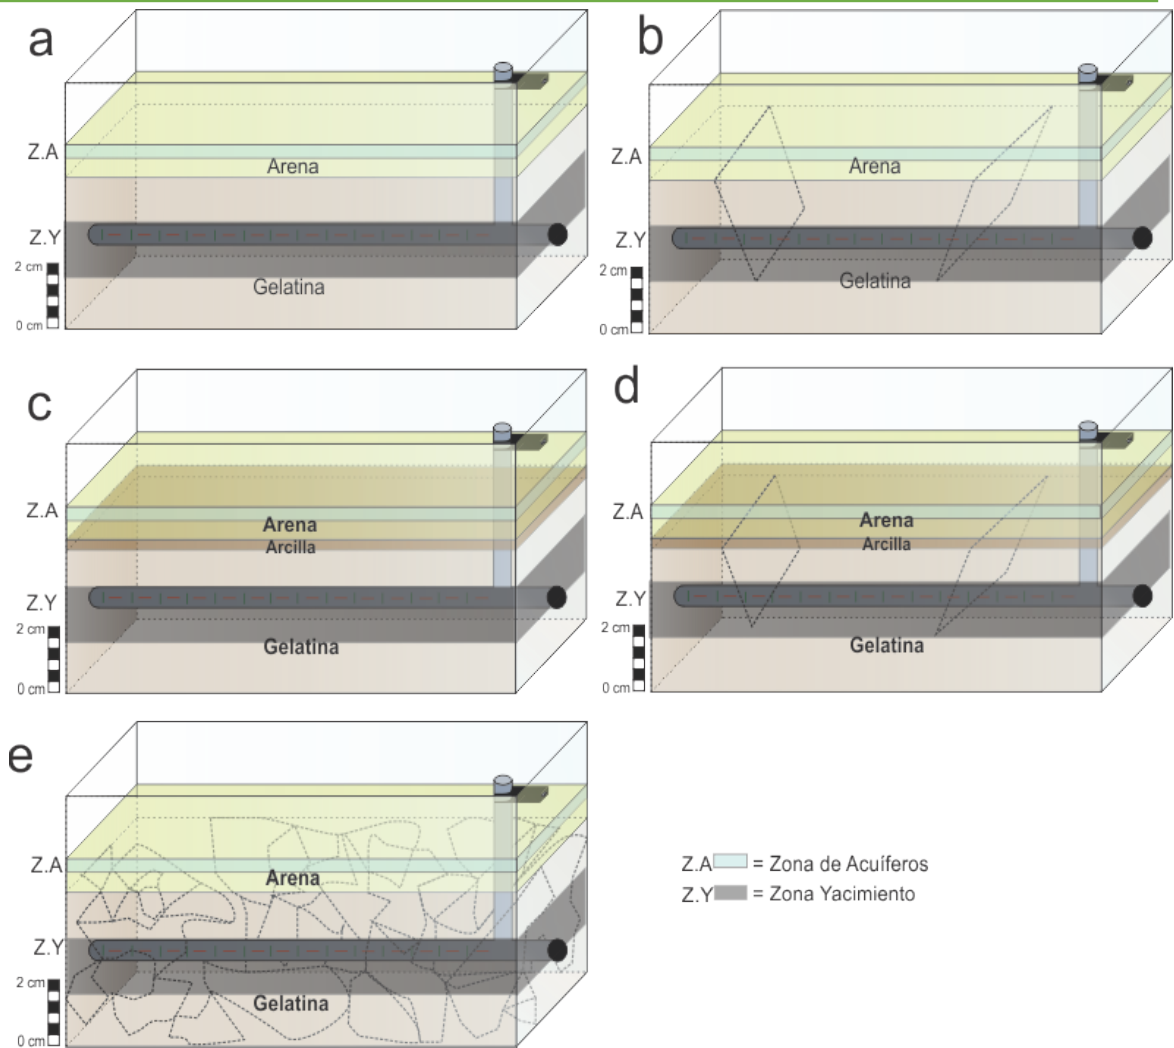 a
Z.A
Arena
Z.Y
2 cm
Gelatina
0 cm
b
Z.A
Arena
Z.Y
2 cm
Gelatina
0 cm
c
Z.A
Arena
Arcilla
Z.Y
2 cm
Gelatina
0 cm
d
Z.A
Arena
Arcilla
Z.Y
2 cm
Gelatina
0 cm
e
Z.A
Arena
Z.Y
2 cm
Gelatina
0 cm
Z.A = Zona de Acuíferos
Z.Y = Zona Yacimiento